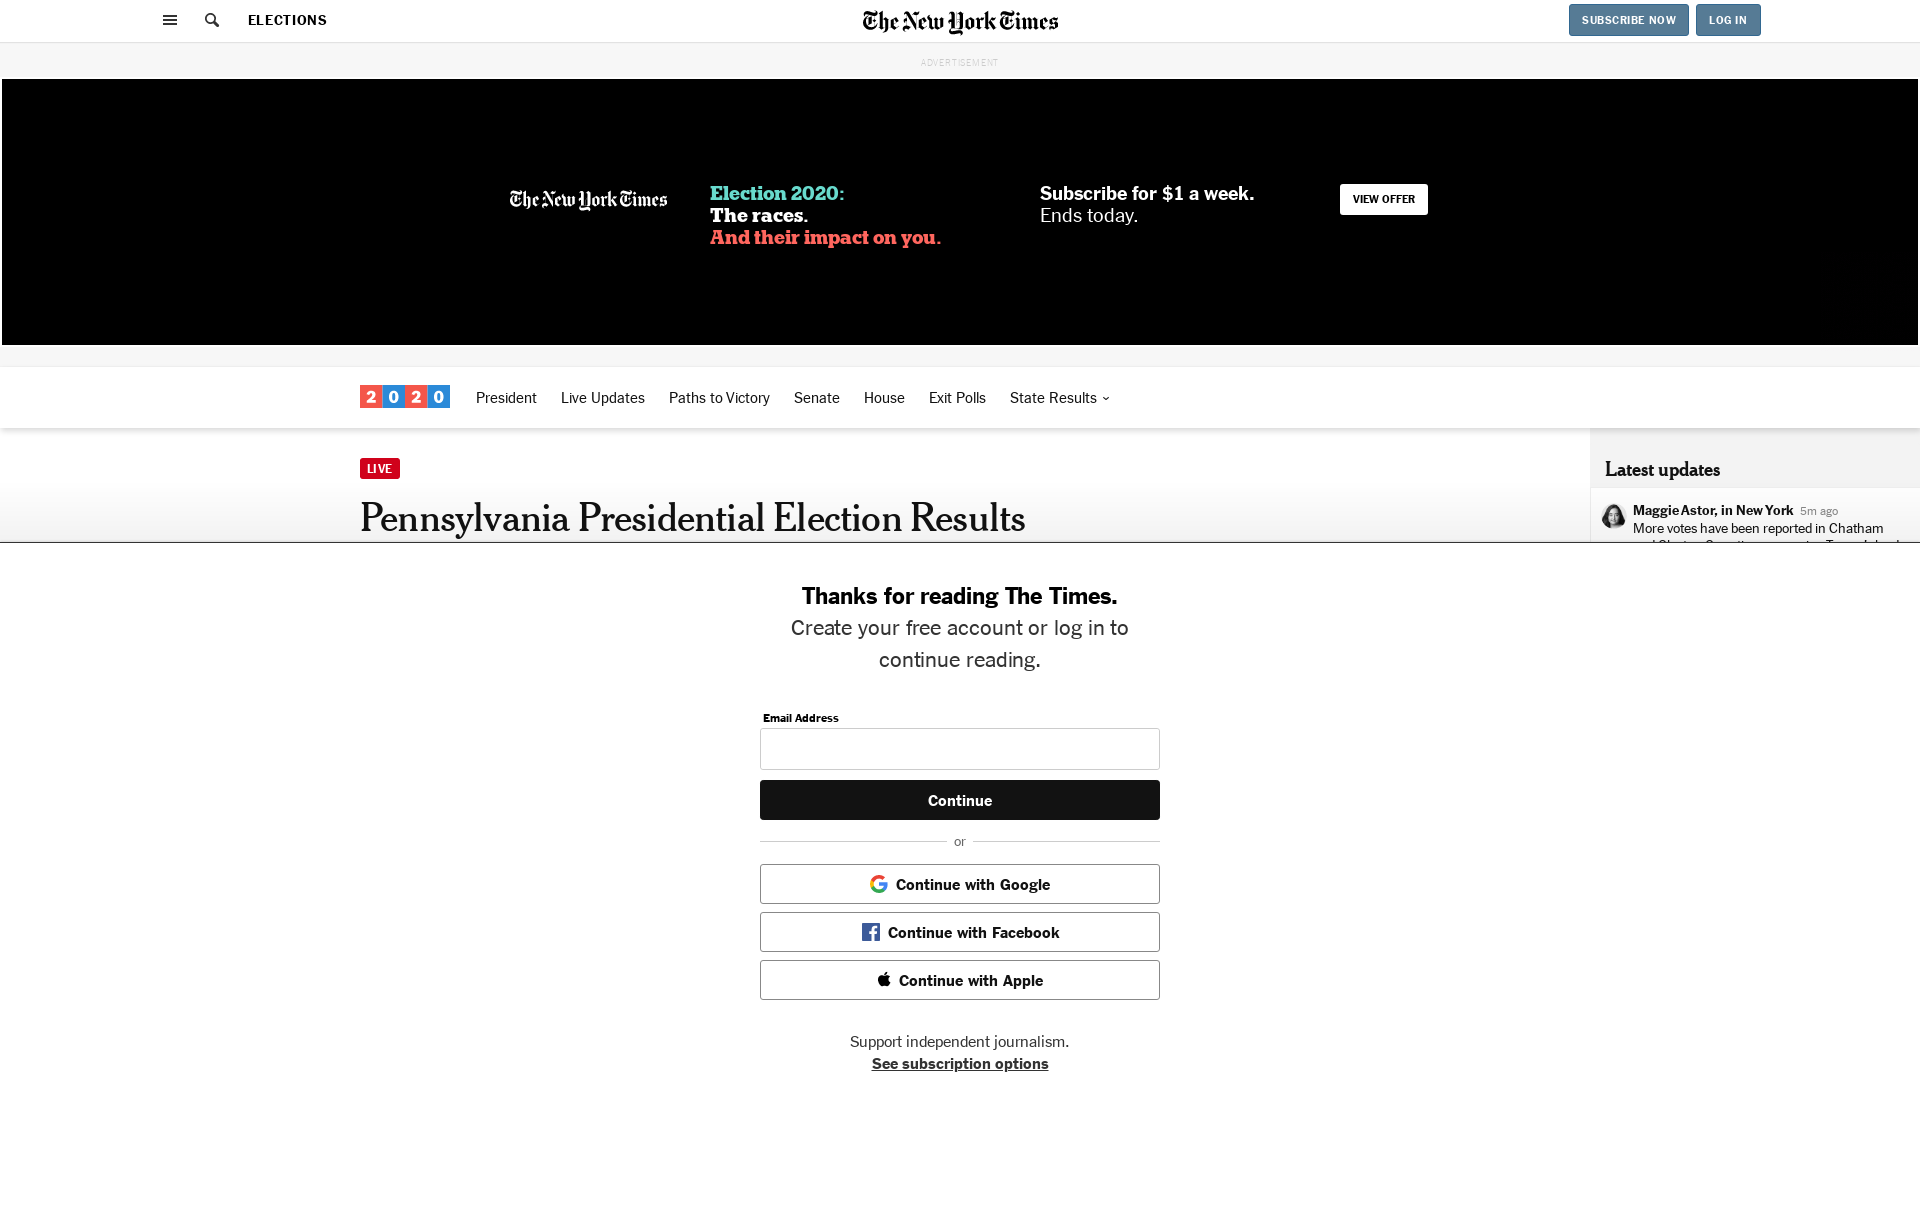 ELECTIONS
The New York Times
SUBSCRIBE NOW
LOG IN
ADVERTISEMENT
The New York Times
Election 2020:
The races.
And their impact on you.
Subscribe for $1 a week.
Ends today.
VIEW OFFER
2020
President
Live Updates
Paths to Victory
Senate
House
Exit Polls
State Results
LIVE
Pennsylvania Presidential Election Results
Latest updates
Maggie Astor, in New York 5m ago
More votes have been reported in Chatham
Thanks for reading The Times.
Create your free account or log in to
continue reading.
Email Address
Continue
or
Continue with Google
Continue with Facebook
Continue with Apple
Support independent journalism.
See subscription options